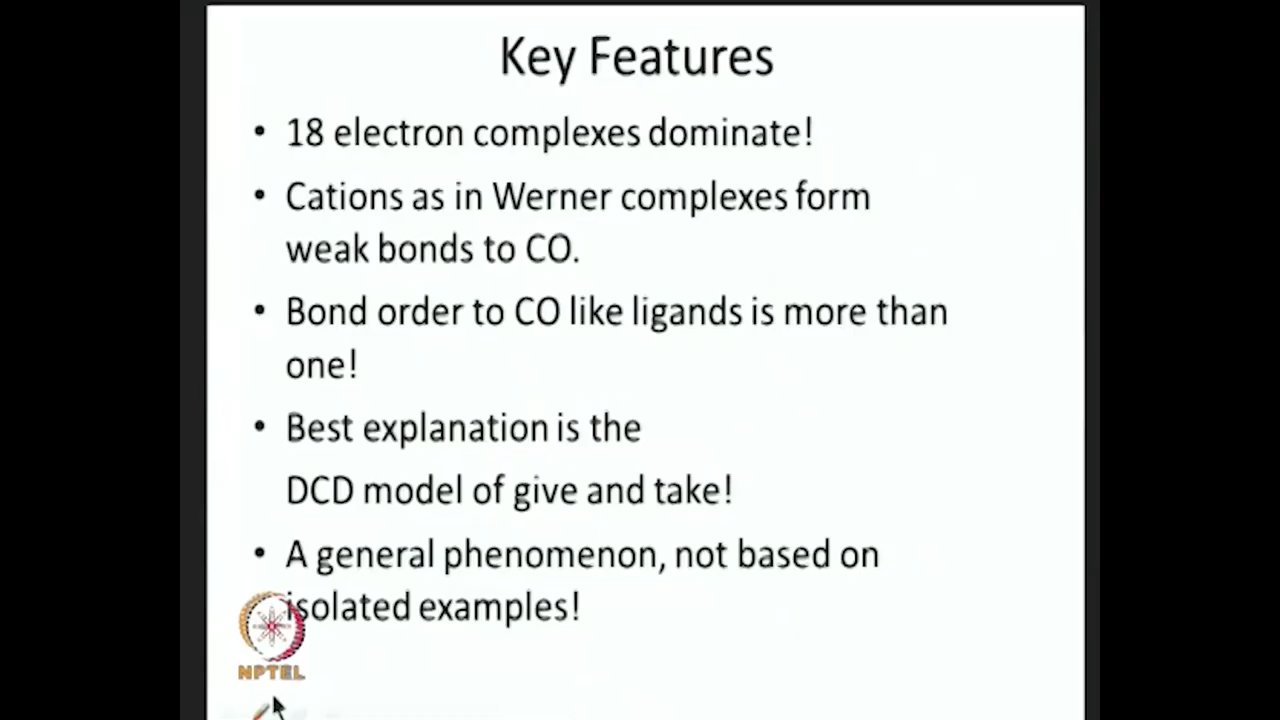 Key Features
• 18 electron complexes dominate!
• Cations as in Werner complexes form
weak bonds to CO.
• Bond order to CO like ligands is more than
one!
• Best explanation is the
DCD model of give and take!
• A general phenomenon, not based on
isolated examples!
NPTEL